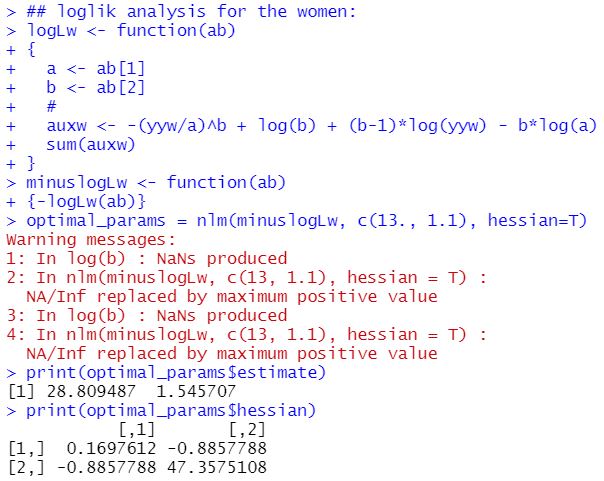 > ## loglik analysis for the women:
> logLw <- function(ab)
+ {
+   a <- ab[1]
+   b <- ab[2]
+   #
+   auxw <- -(yyw/a)^b + log(b) + (b-1)*log(yyw) - b*log(a)
+   sum(auxw)
+ }
> minuslogLw <- function(ab)
+ {-logLw(ab)}
> optimal_params = nlm(minuslogLw, c(13., 1.1), hessian=T)
Warning messages:
1: In log(b) : NaNs produced
2: In nlm(minuslogLw, c(13, 1.1), hessian = T) :
  NA/Inf replaced by maximum positive value
3: In log(b) : NaNs produced
4: In nlm(minuslogLw, c(13, 1.1), hessian = T) :
  NA/Inf replaced by maximum positive value
> print(optimal_params$estimate)
[1] 28.809487  1.545707
> print(optimal_params$hessian)
           [,1]       [,2]
[1,]  0.1697612 -0.8857788
[2,] -0.8857788 47.3575108